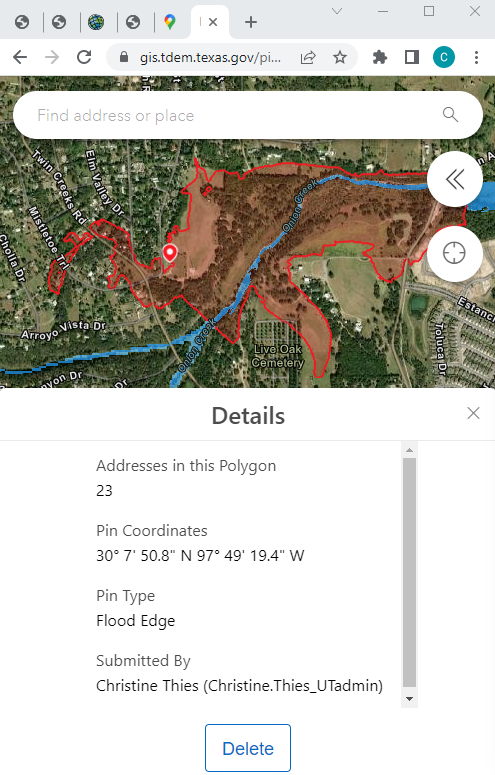 gis.tdem.texas.gov/pi...
C
Find address or place
Twin Creeks Rd
Elm Valley Dr
Mistletoe Trl
Cholla Dr
Onion Creek
Arroyo Vista Dr
Onion Creek
Live Oak
Cemetery
Toluca Dr
Estanc
nyon Dr
Details
Addresses in this Polygon
23
Pin Coordinates
30° 7' 50.8" N 97° 49' 19.4" W
Pin Type
Flood Edge
Submitted By
Christine Thies (Christine.Thies_UTadmin)
Delete